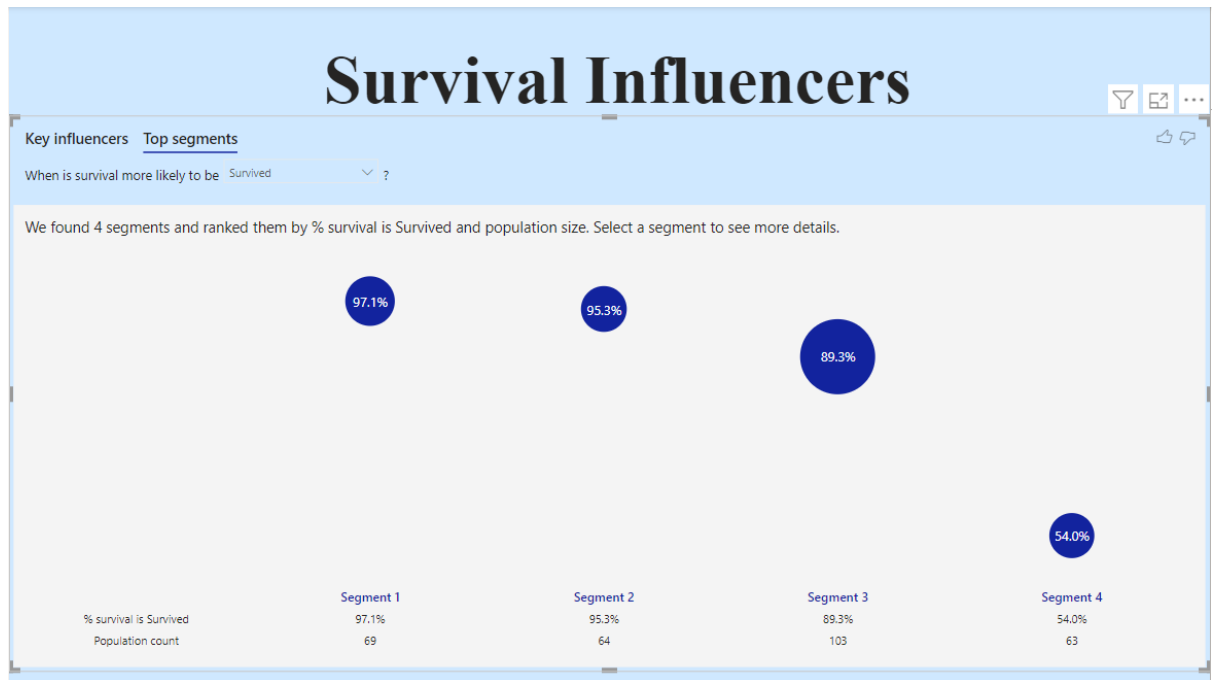 Survival Influencers
Key influencers Top segments
When is survival more likely to be Survived ?
We found 4 segments and ranked them by % survival is Survived and population size. Select a segment to see more details.
97.1%
95.3%
89.3%
54.0%
Segment 1 Segment 2 Segment 3 Segment 4
% survival is Survived 97.1% 95.3% 89.3% 54.0%
Population count 69 64 103 63